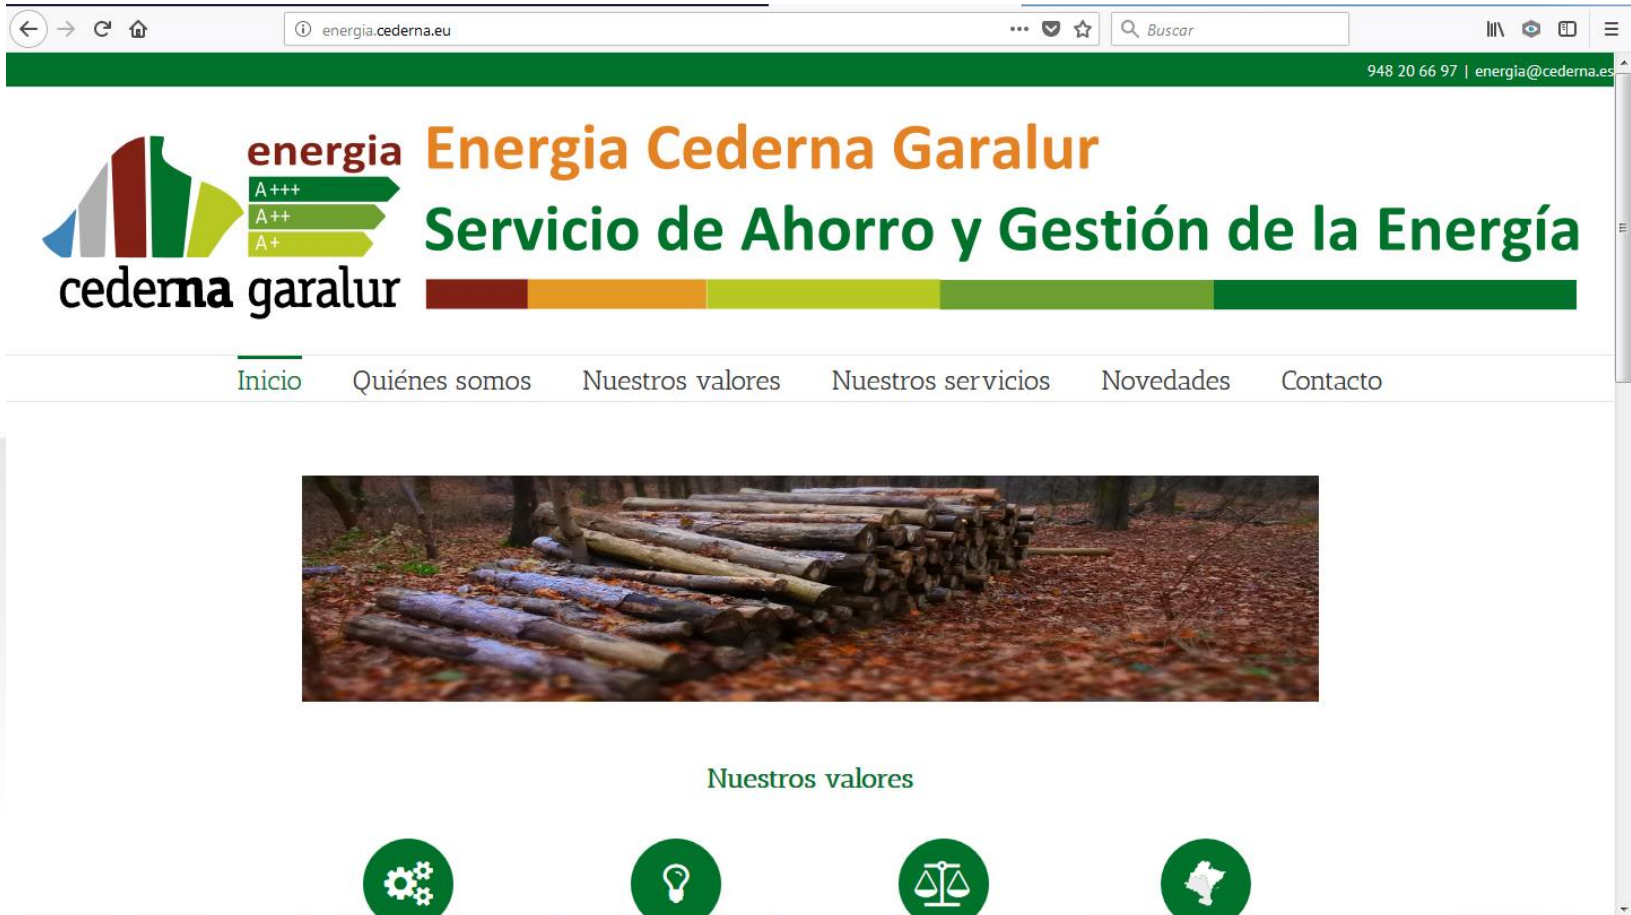 energia.cederna.eu
Buscar
948 20 66 97 | energia@cederna.es
energia
A+++
A++
A+
cederna garalur
Energia Cederna Garalur
Servicio de Ahorro y Gestión de la Energía
Inicio Quiénes somos Nuestros valores Nuestros servicios Novedades Contacto
Nuestros valores